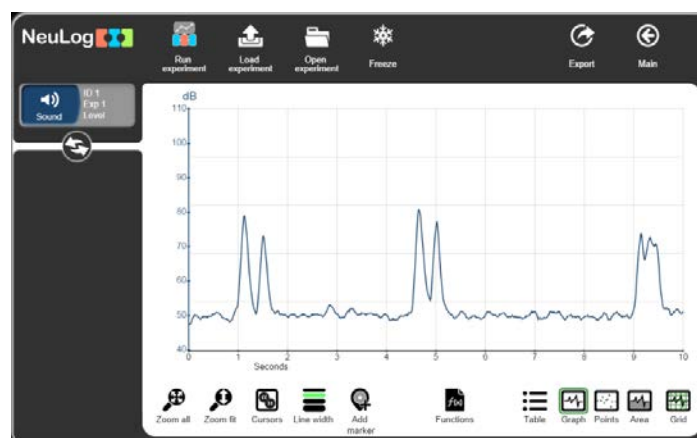 NeuLog
Run
experiment
Load
experiment
Open
experiment
Freeze
Export
Main
Sound
ID 1
Exp 1
Level
dB
110
100
90
80
70
60
50
40
0 1 2 3 4 5 6 7 8 9 10
Seconds
Zoom all
Zoom fit
Cursors
Line width
Add
marker
f(x)
Functions
Table
Graph
Points
Area
Grid